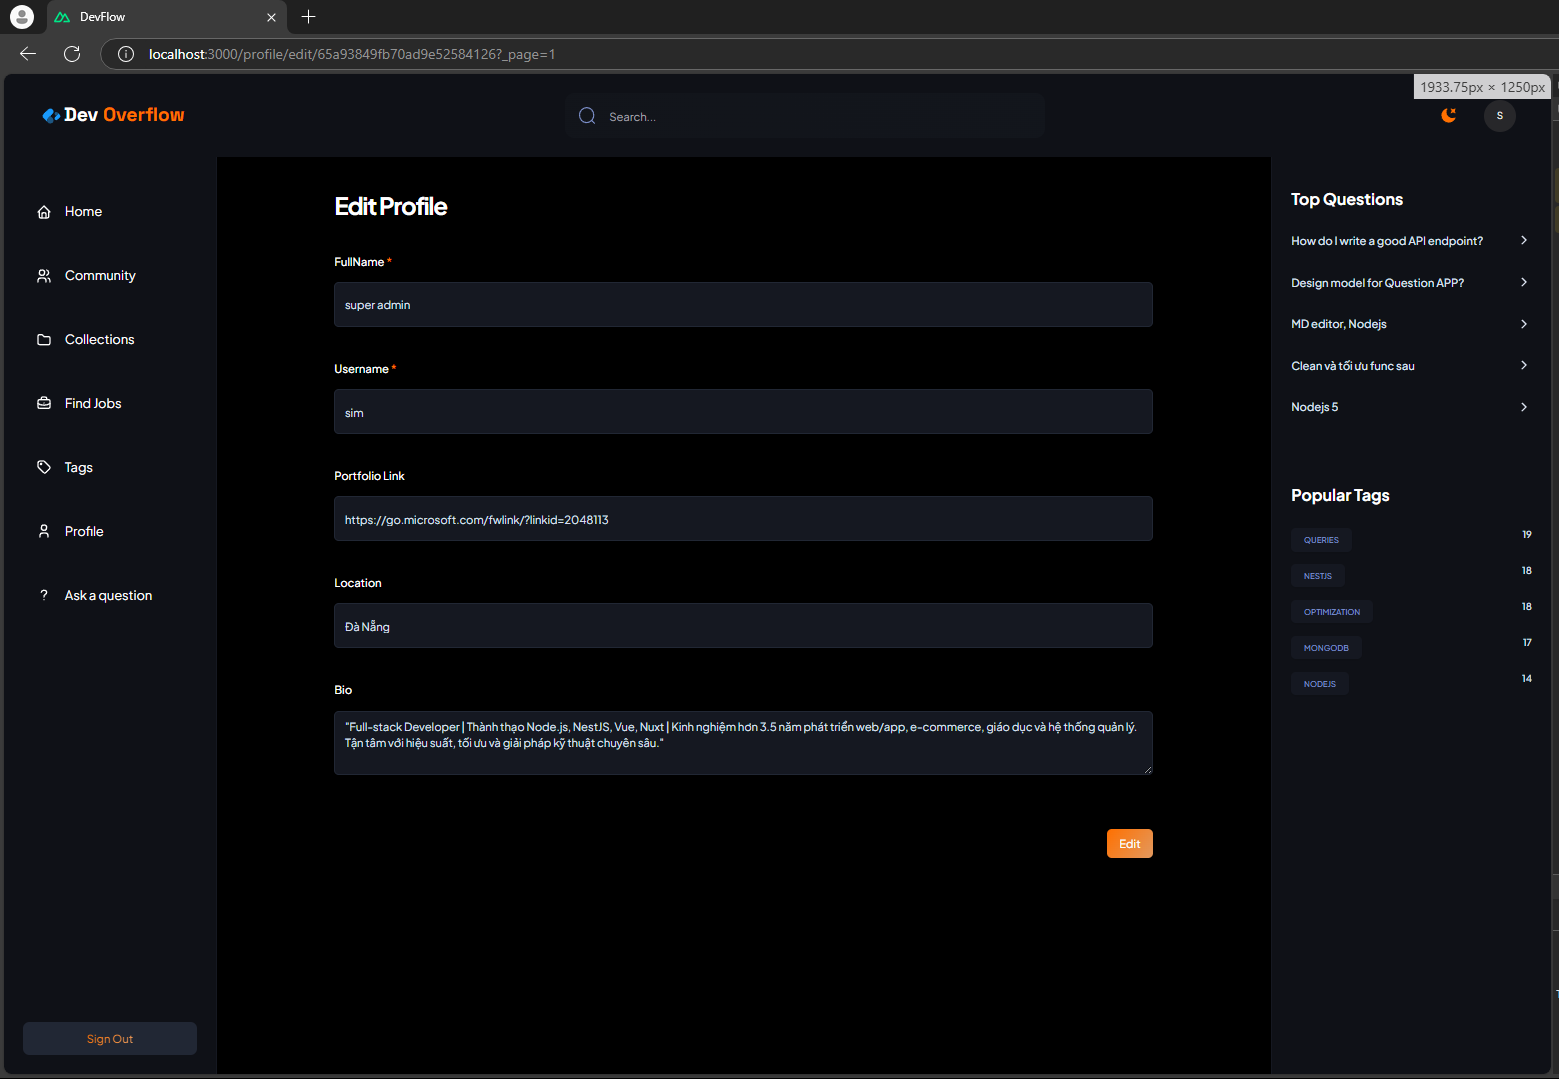 DevFlow
localhost:3000/profile/edit/65a93849fb70ad9e52584126?_page=1
1933.75px × 1250px
Dev Overflow
Search...
S
Home
Community
Collections
Find Jobs
Tags
Profile
? Ask a question
Sign Out
Edit Profile
FullName *
super admin
Username *
sim
Portfolio Link
https://go.microsoft.com/fwlink/?linkid=2048113
Location
Đà Nẵng
Bio
"Full-stack Developer | Thành thạo Node.js, NestJS, Vue, Nuxt | Kinh nghiệm hơn 3.5 năm phát triển web/app, e-commerce, giáo dục và hệ thống quản lý.
Tận tâm với hiệu suất, tối ưu và giải pháp kỹ thuật chuyên sâu."
Edit
Top Questions
How do I write a good API endpoint?
Design model for Question APP?
MD editor, Nodejs
Clean và tối ưu func sau
Nodejs 5
Popular Tags
QUERIES 19
NESTJS 18
OPTIMIZATION 18
MONGODB 17
NODEJS 14